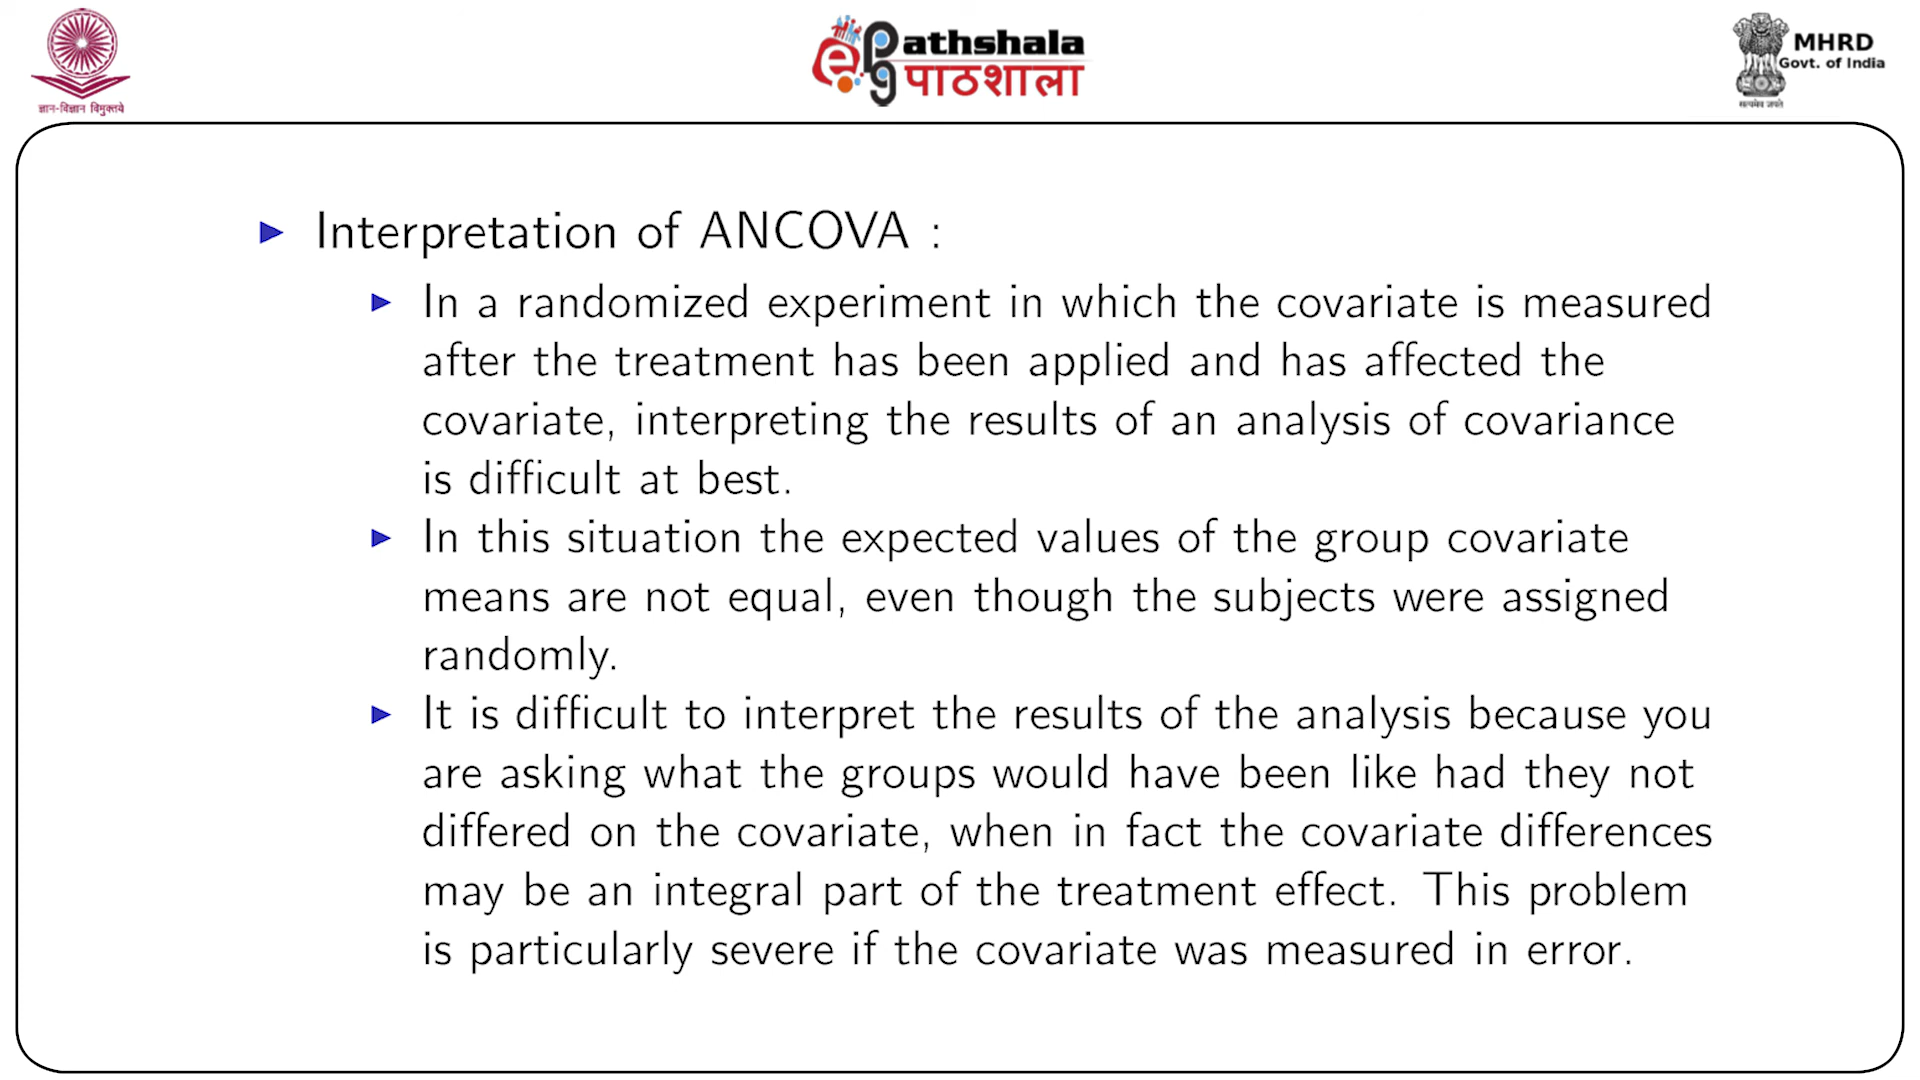 ज्ञान-विज्ञान विमुक्तये
ePg Pathshala
पाठशाला
MHRD
Govt. of India
सत्यमेव जयते
Interpretation of ANCOVA :
In a randomized experiment in which the covariate is measured
after the treatment has been applied and has affected the
covariate, interpreting the results of an analysis of covariance
is difficult at best.
In this situation the expected values of the group covariate
means are not equal, even though the subjects were assigned
randomly.
It is difficult to interpret the results of the analysis because you
are asking what the groups would have been like had they not
differed on the covariate, when in fact the covariate differences
may be an integral part of the treatment effect. This problem
is particularly severe if the covariate was measured in error.